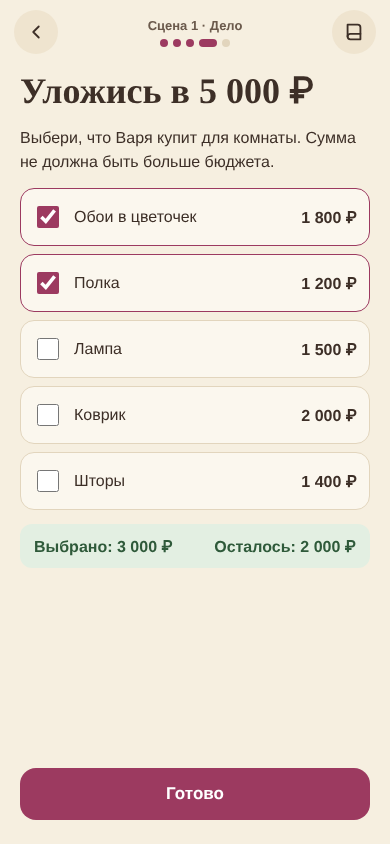 Сцена 1 · Дело
Уложись в 5 000 ₽
Выбери, что Варя купит для комнаты. Сумма
не должна быть больше бюджета.
Обои в цветочек 1 800 ₽
Полка 1 200 ₽
Лампа 1 500 ₽
Коврик 2 000 ₽
Шторы 1 400 ₽
Выбрано: 3 000 ₽ Осталось: 2 000 ₽
Готово